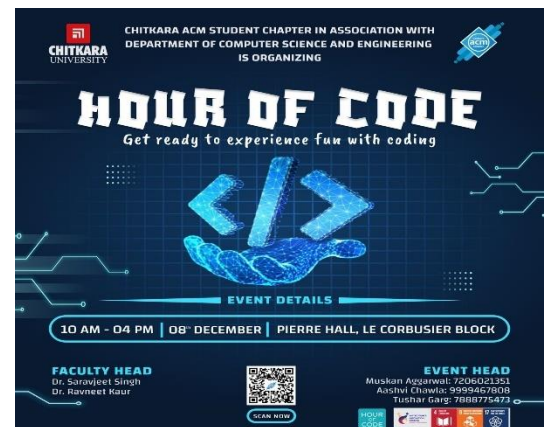 CHITKARA
UNIVERSITY
CHITKARA ACM STUDENT CHAPTER IN ASSOCIATION WITH
DEPARTMENT OF COMPUTER SCIENCE AND ENGINEERING
IS ORGANIZING
acm
HOUR OF CODE
Get ready to experience fun with coding
</>
EVENT DETAILS
10 AM - 04 PM | 08TH DECEMBER | PIERRE HALL, LE CORBUSIER BLOCK
FACULTY HEAD
Dr. Saravjeet Singh
Dr. Ravneet Kaur
SCAN NOW
EVENT HEAD
Muskan Aggarwal: 7206021351
Aashvi Chawla: 9999467808
Tushar Garg: 7888775473
HOUR
OF
CODE